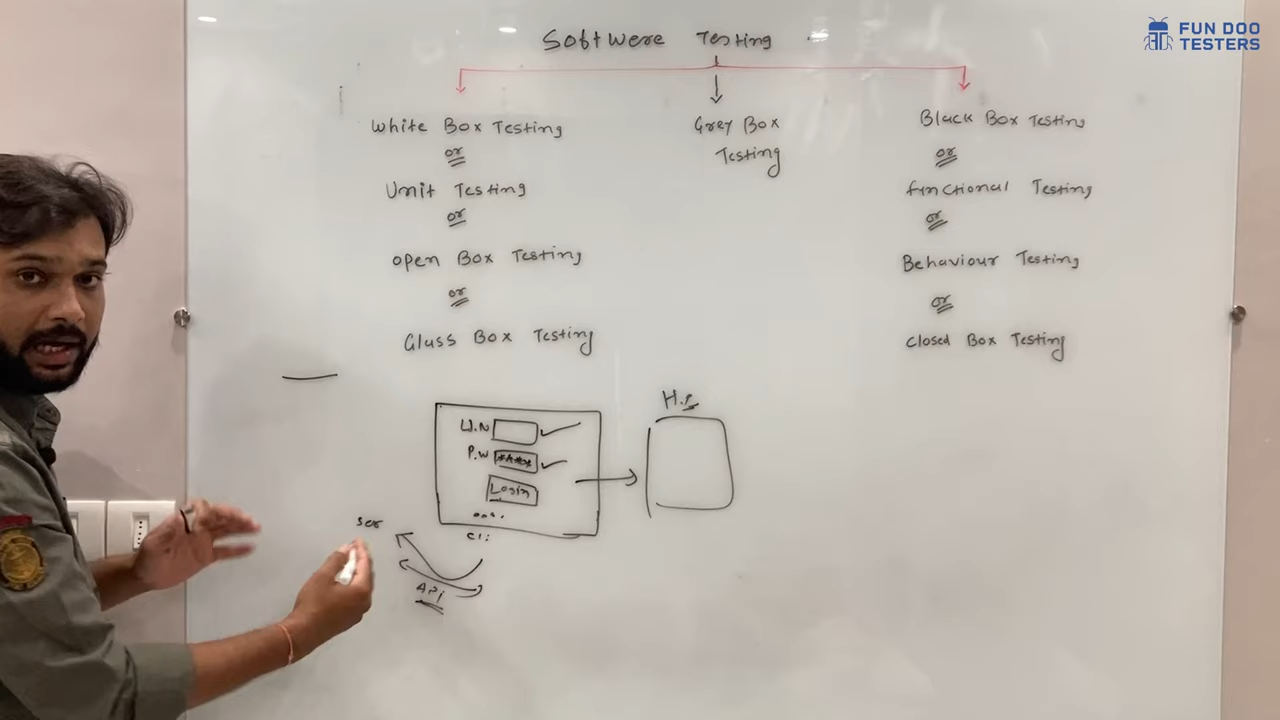 FUN DOO
TESTERS
Softwere Testing
White Box Testing
or
Unit Testing
or
open Box Testing
or
Glass Box Testing
Grey Box
Testing
Black Box Testing
or
functional Testing
or
Behaviour Testing
or
Closed Box Testing
U.N
P.W ****
Login
H.P
Ser
API